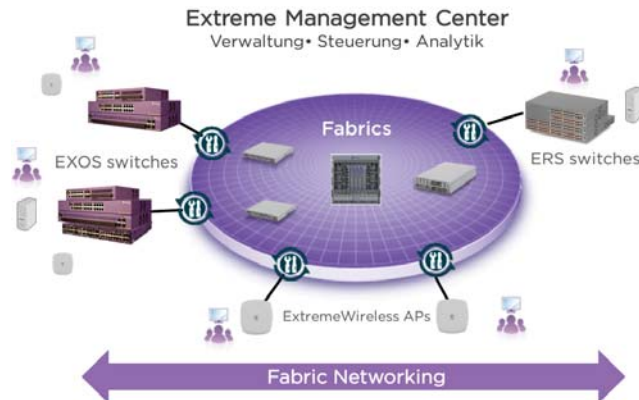 Extreme Management Center
Verwaltung• Steuerung• Analytik
Fabrics
EXOS switches
ERS switches
ExtremeWireless APs
Fabric Networking